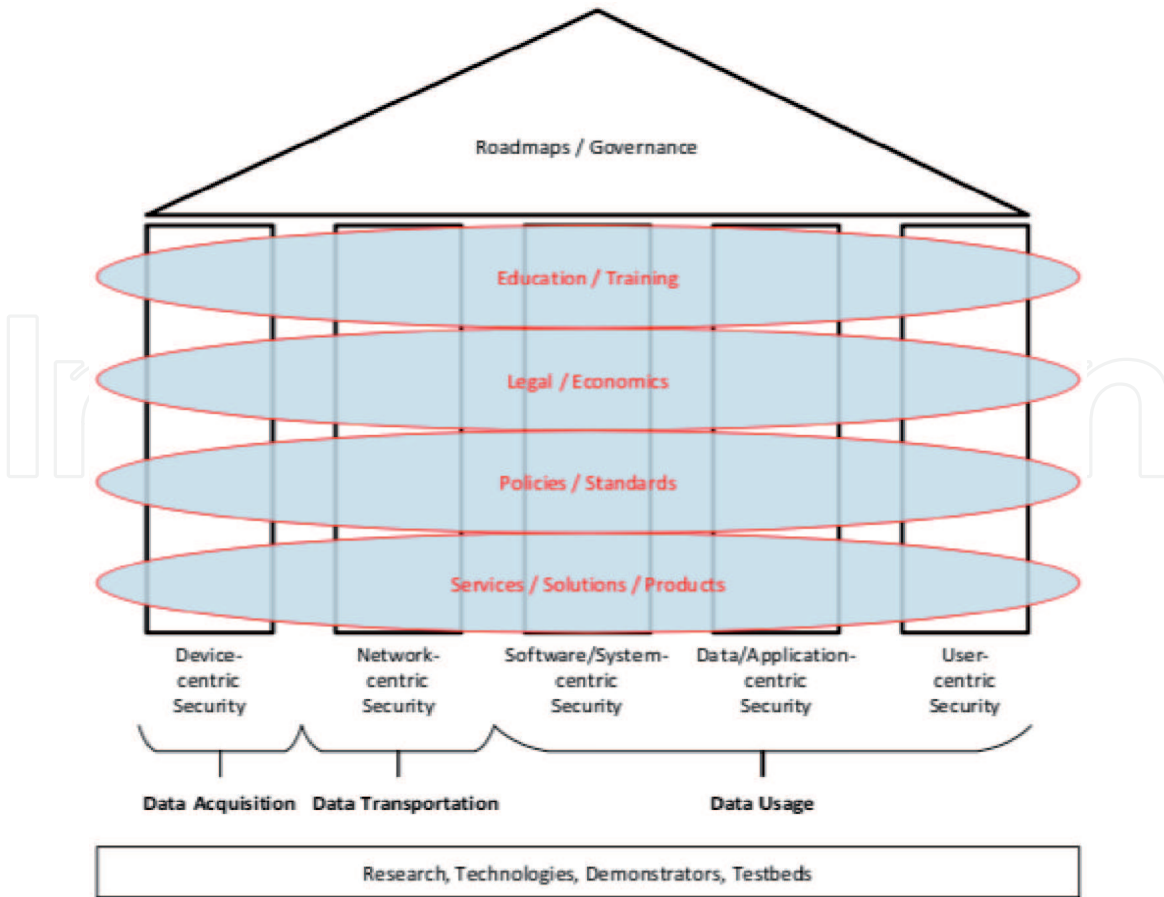 Roadmaps / Governance
Education / Training
Legal / Economics
Policies / Standards
Services / Solutions / Products
Device-
centric
Security
Network-
centric
Security
Software/System-
centric
Security
Data/Application-
centric
Security
User-
centric
Security
Data Acquisition
Data Transportation
Data Usage
Research, Technologies, Demonstrators, Testbeds